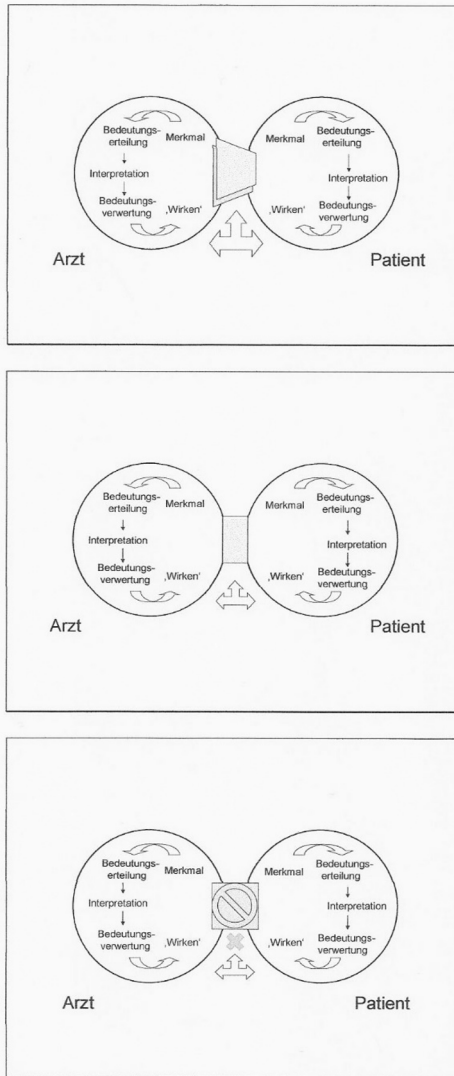 Bedeutungs-
erteilung
Merkmal
Interpretation
Bedeutungs-
verwertung
‚Wirken'
Merkmal
Bedeutungs-
erteilung
Interpretation
Bedeutungs-
verwertung
‚Wirken'
Arzt
Patient
Bedeutungs-
erteilung
Merkmal
Interpretation
Bedeutungs-
verwertung
‚Wirken'
Merkmal
Bedeutungs-
erteilung
Interpretation
Bedeutungs-
verwertung
‚Wirken'
Arzt
Patient
Bedeutungs-
erteilung
Merkmal
Interpretation
Bedeutungs-
verwertung
‚Wirken'
Merkmal
Bedeutungs-
erteilung
Interpretation
Bedeutungs-
verwertung
‚Wirken'
Arzt
Patient